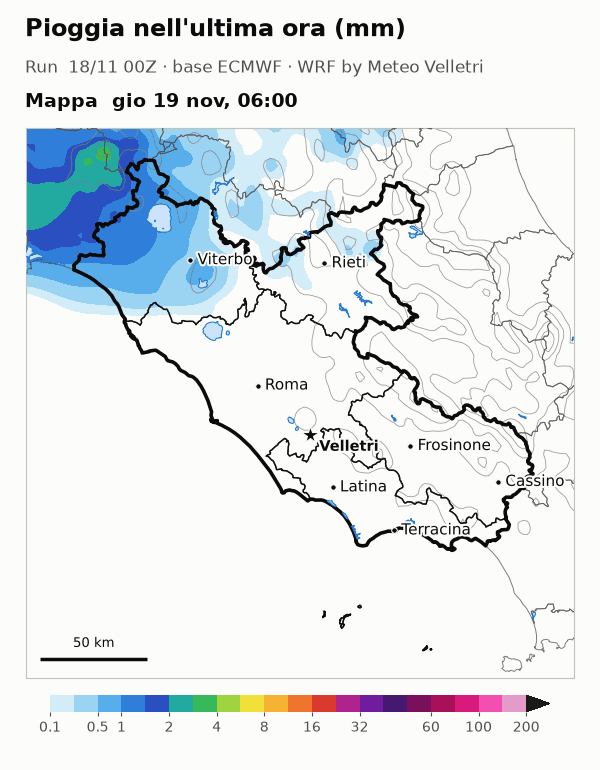 Pioggia nell'ultima ora (mm)
Run 18/11 00Z · base ECMWF · WRF by Meteo Velletri
Mappa gio 19 nov, 06:00
Viterbo
Rieti
Roma
Velletri
Frosinone
Latina
Cassino
Terracina
50 km
0.1 0.5 1 2 4 8 16 32 60 100 200